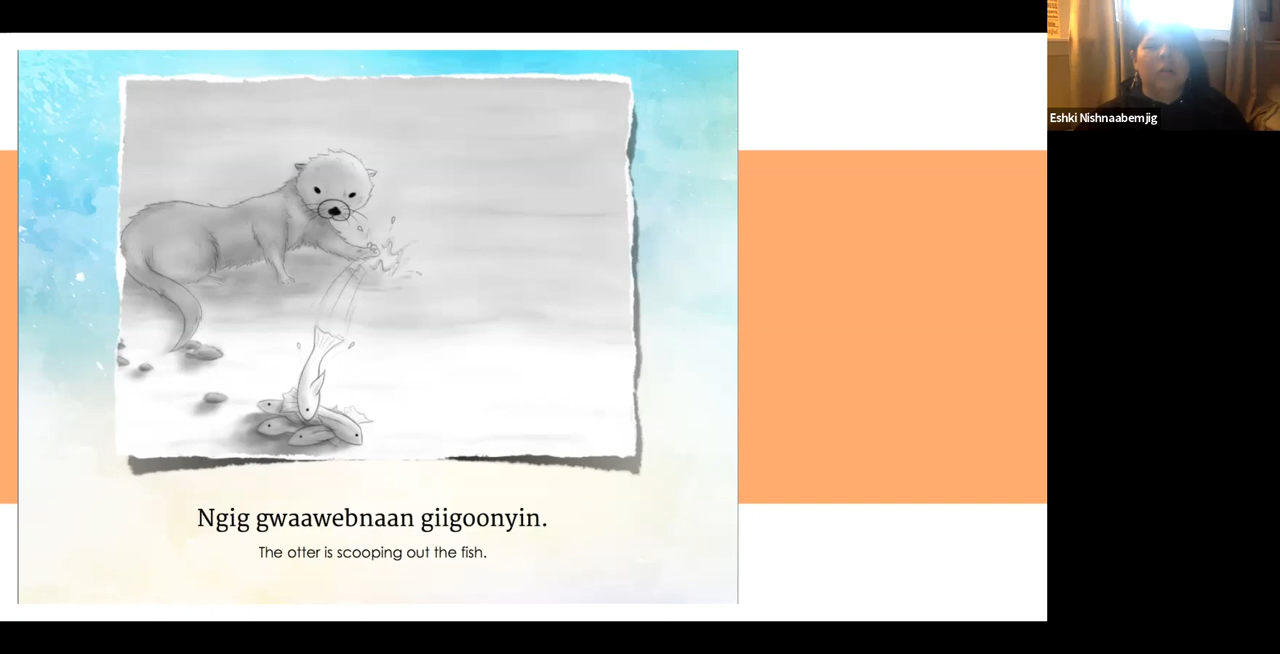 Eshki Nishnaabemjig
Ngig gwaawebnaan giigoonyin.
The otter is scooping out the fish.